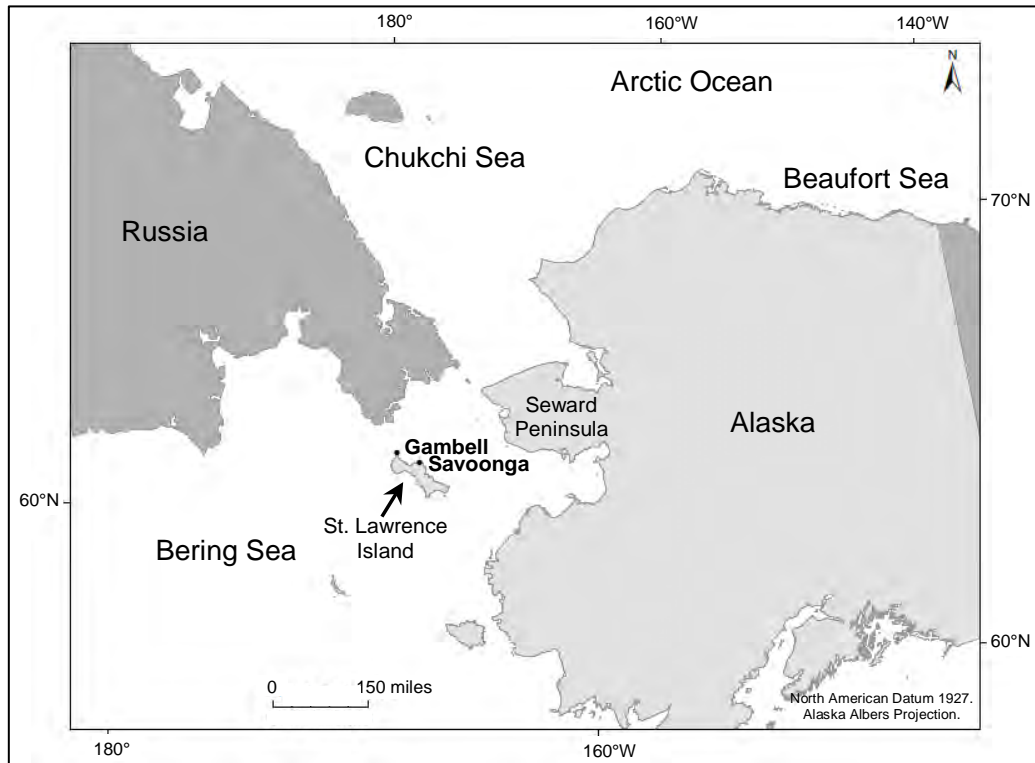 180°
160°W
140°W
N
Arctic Ocean
Chukchi Sea
Beaufort Sea
70°N
Russia
Seward
Peninsula
Alaska
Gambell
Savoonga
60°N
St. Lawrence
Island
Bering Sea
60°N
0 150 miles
North American Datum 1927.
Alaska Albers Projection.
180°
160°W